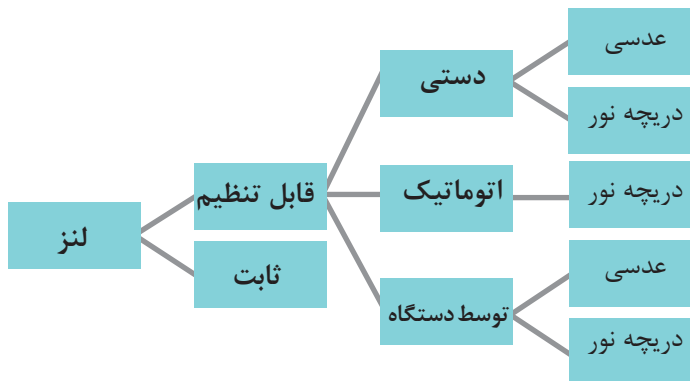 لنز
قابل تنظیم
ثابت
دستی
اتوماتیک
توسط دستگاه
عدسی
دریچه نور
دریچه نور
عدسی
دریچه نور